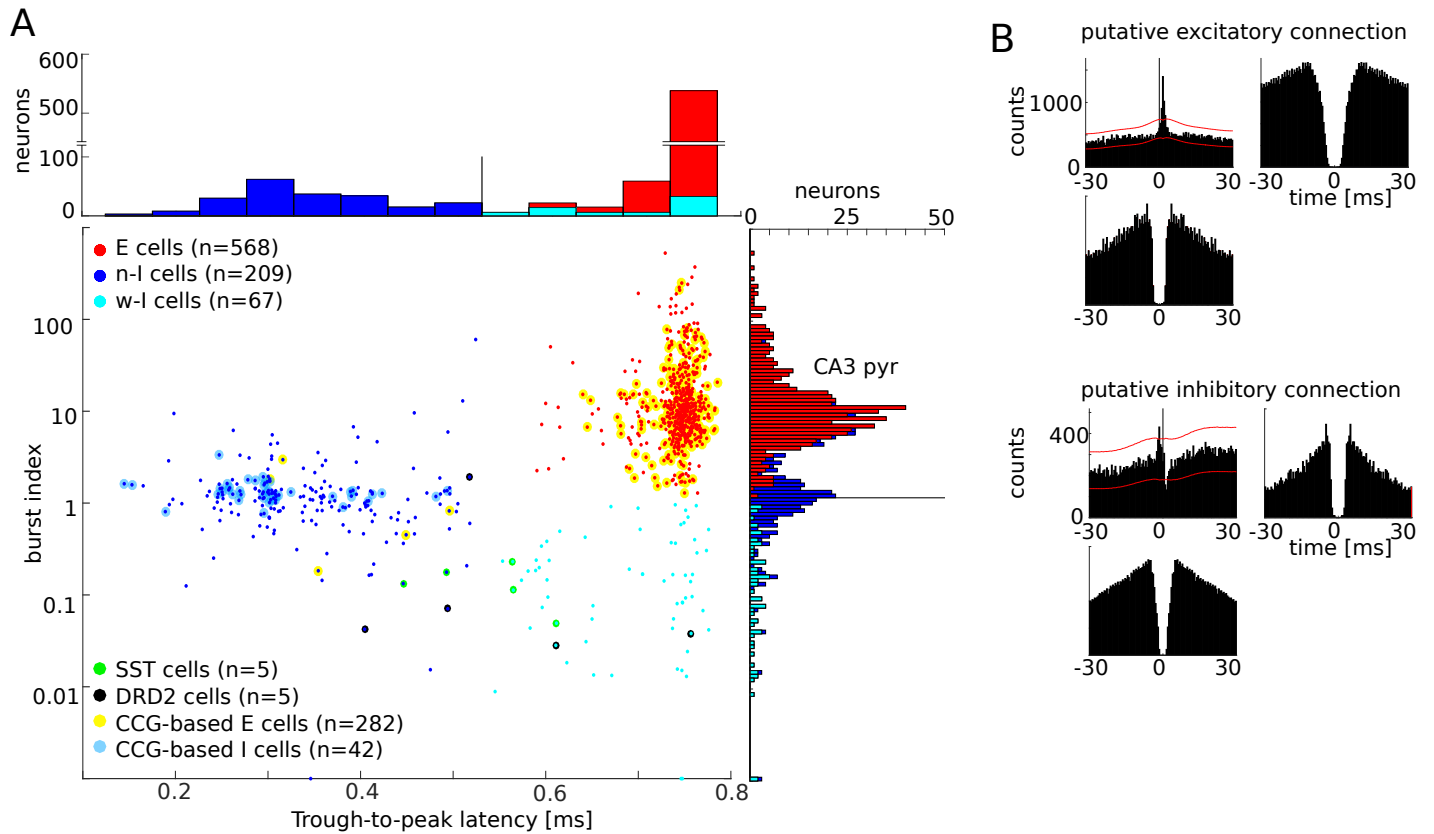 A
600
500
100
0
neurons
neurons
0
25
50
E cells (n=568)
n-I cells (n=209)
w-I cells (n=67)
100
10
1
0.1
0.01
burst index
CA3 pyr
SST cells (n=5)
DRD2 cells (n=5)
CCG-based E cells (n=282)
CCG-based I cells (n=42)
0.2
0.4
0.6
0.8
Trough-to-peak latency [ms]
B
putative excitatory connection
counts
1000
0
-30
0
30
-30
0
30
time [ms]
-30
0
30
putative inhibitory connection
counts
400
0
-30
0
30
-30
0
30
time [ms]
-30
0
30